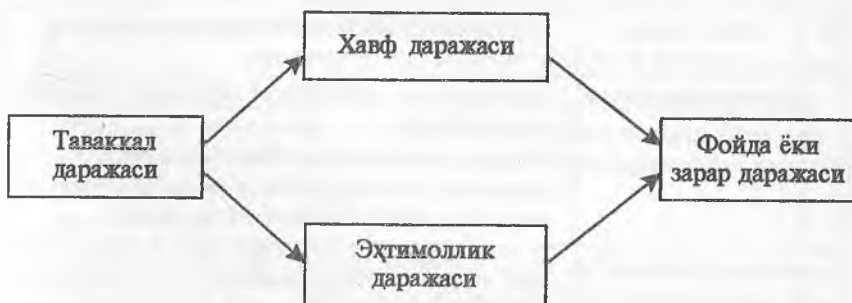 Хавф даражаси
Таваккал
даражаси
Фойда ёки
зарар даражаси
Эҳтимоллик
даражаси